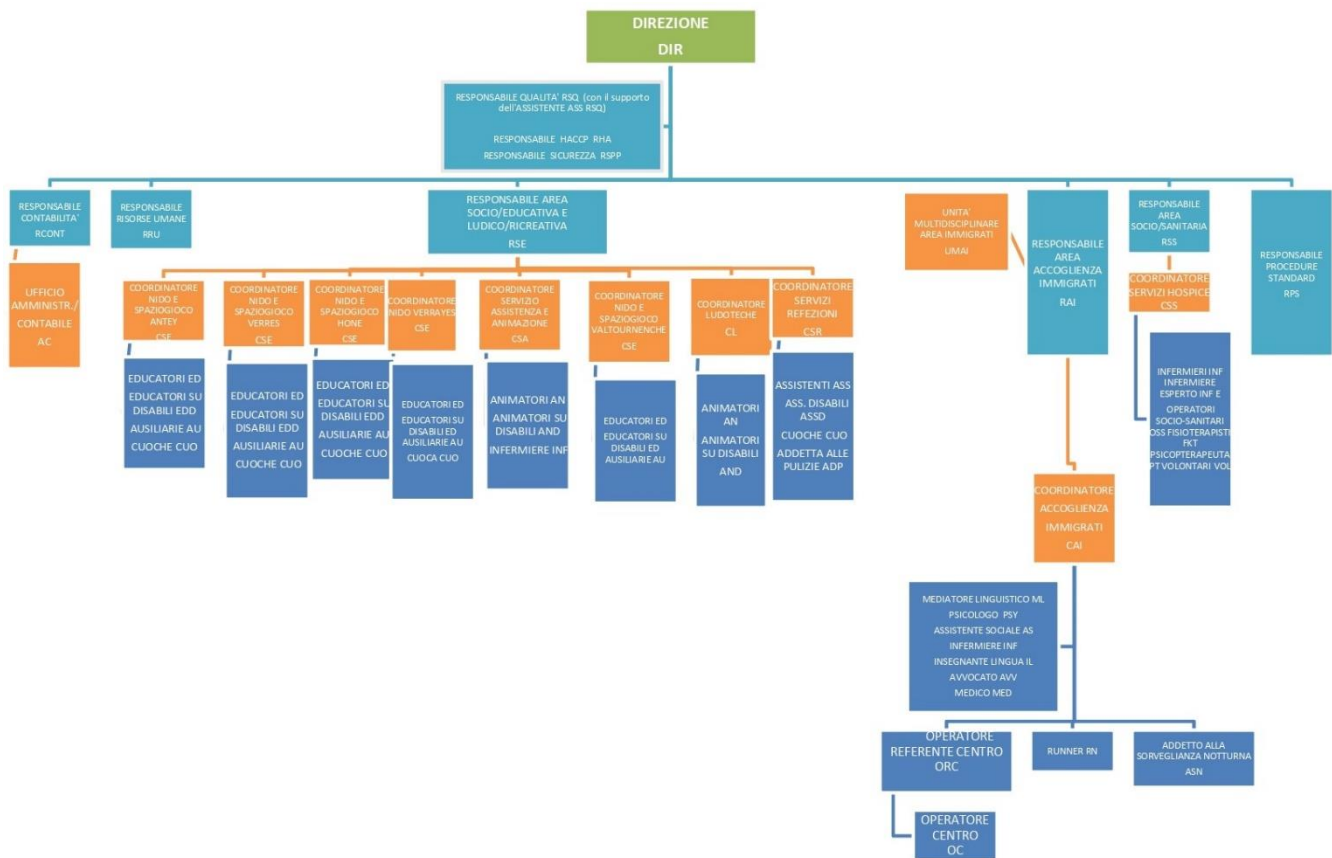 DIREZIONE
DIR
RESPONSABILE QUALITA' RSQ (con il supporto
dell'ASSISTENTE ASS RSQ)
RESPONSABILE HACCP RHA
RESPONSABILE SICUREZZA RSPP
RESPONSABILE
CONTABILITA'
RCONT
RESPONSABILE
RISORSE UMANE
RRU
RESPONSABILE AREA
SOCIO/EDUCATIVA E
LUDICO/RICREATIVA
RSE
UNITA'
MULTIDISCIPLINARE
AREA IMMIGRATI
UMAI
RESPONSABILE
AREA
ACCOGLIENZA
IMMIGRATI
RAI
RESPONSABILE
AREA
SOCIO/SANITARIA
RSS
RESPONSABILE
PROCEDURE
STANDARD
RPS
UFFICIO
AMMINISTR./
CONTABILE
AC
COORDINATORE
NIDO E
SPAZIOGIOCO
ANTEY
CSE
COORDINATORE
NIDO E
SPAZIOGIOCO
VERRES
CSE
COORDINATORE
NIDO E
SPAZIOGIOCO
HONE
CSE
COORDINATORE
NIDO VERRAYES
CSE
COORDINATORE
SERVIZIO
ASSISTENZA E
ANIMAZIONE
CSA
COORDINATORE
NIDO E
SPAZIOGIOCO
VALTOURNENCHE
CSE
COORDINATORE
LUDOTECHE
CL
COORDINATORE
SERVIZI
REFEZIONI
CSR
COORDINATORE
SERVIZI HOSPICE
CSS
EDUCATORI ED
EDUCATORI SU
DISABILI EDD
AUSILIARIE AU
CUOCHE CUO
EDUCATORI ED
EDUCATORI SU
DISABILI EDD
AUSILIARIE AU
CUOCHE CUO
EDUCATORI ED
EDUCATORI SU
DISABILI EDD
AUSILIARIE AU
CUOCHE CUO
EDUCATORI ED
EDUCATORI SU
DISABILI ED
AUSILIARIE AU
CUOCA CUO
ANIMATORI AN
ANIMATORI SU
DISABILI AND
INFERMIERE INF
EDUCATORI ED
EDUCATORI SU
DISABILI ED
AUSILIARIE AU
ANIMATORI
AN
ANIMATORI
SU DISABILI
AND
ASSISTENTI ASS
ASS. DISABILI
ASSD
CUOCHE CUO
ADDETTA ALLE
PULIZIE ADP
INFERMIERI INF
INFERMIERE
ESPERTO INF E
OPERATORI
SOCIO-SANITARI
OSS FISIOTERAPISTI
FKT
PSICOPTERAPEUTA
PT VOLONTARI VOL
COORDINATORE
ACCOGLIENZA
IMMIGRATI
CAI
MEDIATORE LINGUISTICO ML
PSICOLOGO PSY
ASSISTENTE SOCIALE AS
INFERMIERE INF
INSEGNANTE LINGUA IL
AVVOCATO AVV
MEDICO MED
OPERATORE
REFERENTE CENTRO
ORC
RUNNER RN
ADDETTO ALLA
SORVEGLIANZA NOTTURNA
ASN
OPERATORE
CENTRO
OC